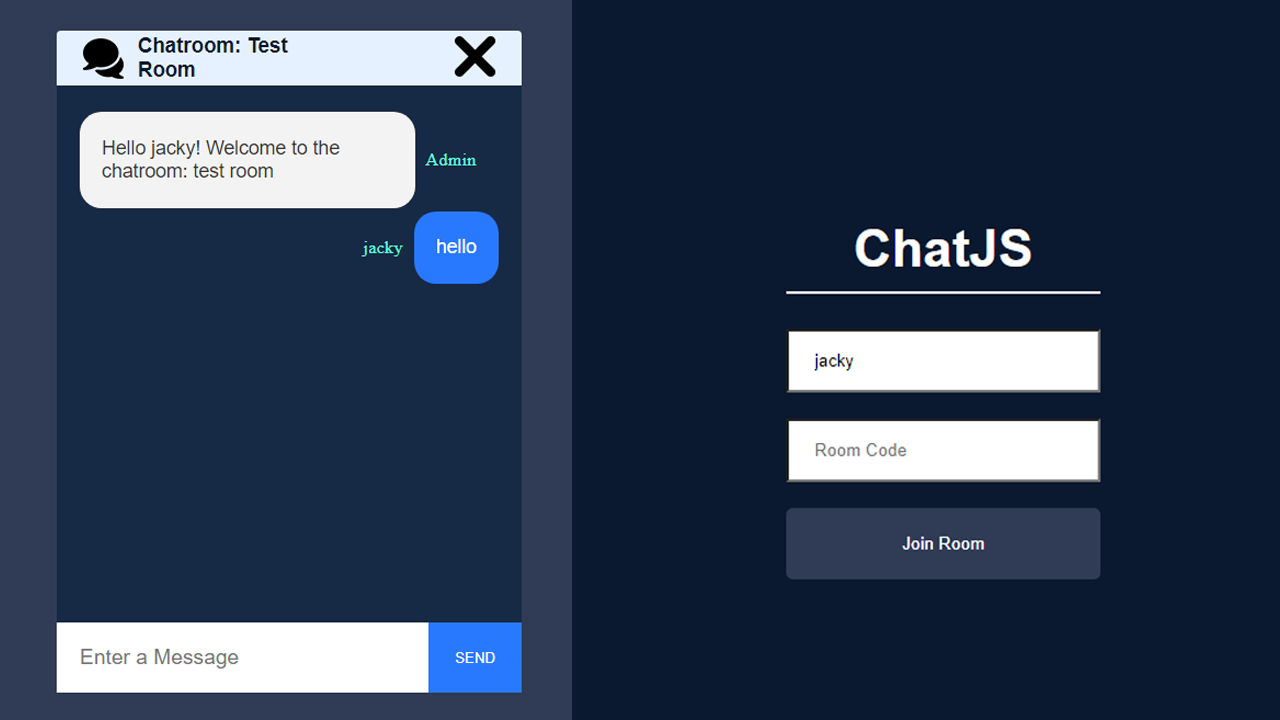 Chatroom: Test
Room
Hello jacky! Welcome to the
chatroom: test room
Admin
jacky
hello
Enter a Message
SEND
ChatJS
jacky
Room Code
Join Room